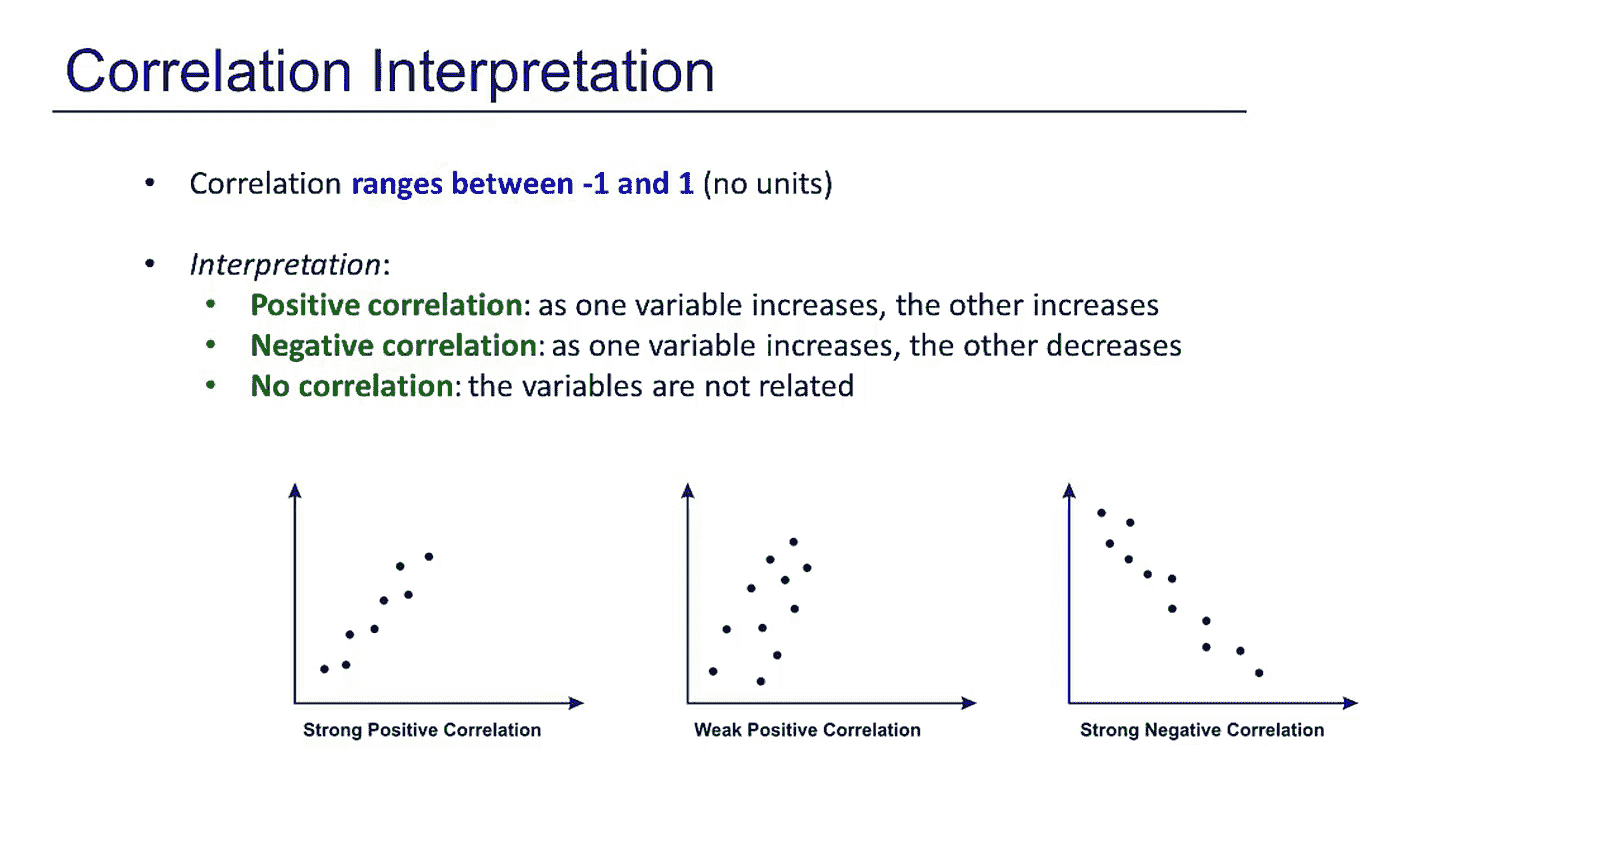 Correlation Interpretation
• Correlation ranges between -1 and 1 (no units)
• Interpretation:
• Positive correlation: as one variable increases, the other increases
• Negative correlation: as one variable increases, the other decreases
• No correlation: the variables are not related
Strong Positive Correlation
Weak Positive Correlation
Strong Negative Correlation